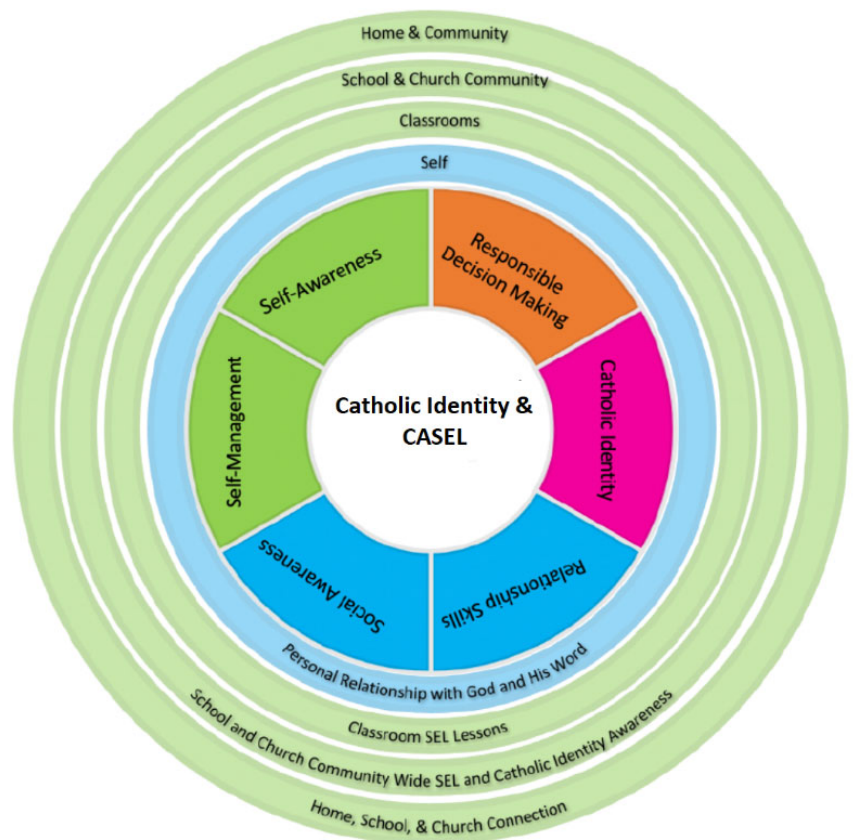 Home & Community
School & Church Community
Classrooms
Self
Self-Awareness
Responsible
Decision Making
Self-Management
Catholic Identity &
CASEL
Catholic Identity
Social Awareness
Relationship Skills
Personal Relationship with God and His Word
Classroom SEL Lessons
School and Church Community Wide SEL and Catholic Identity Awareness
Home, School, & Church Connection